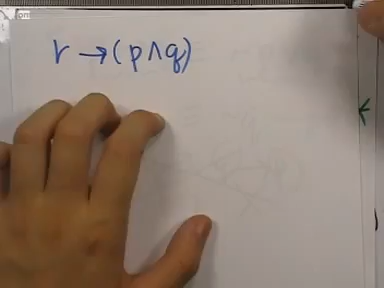 r → (p ∧ q)